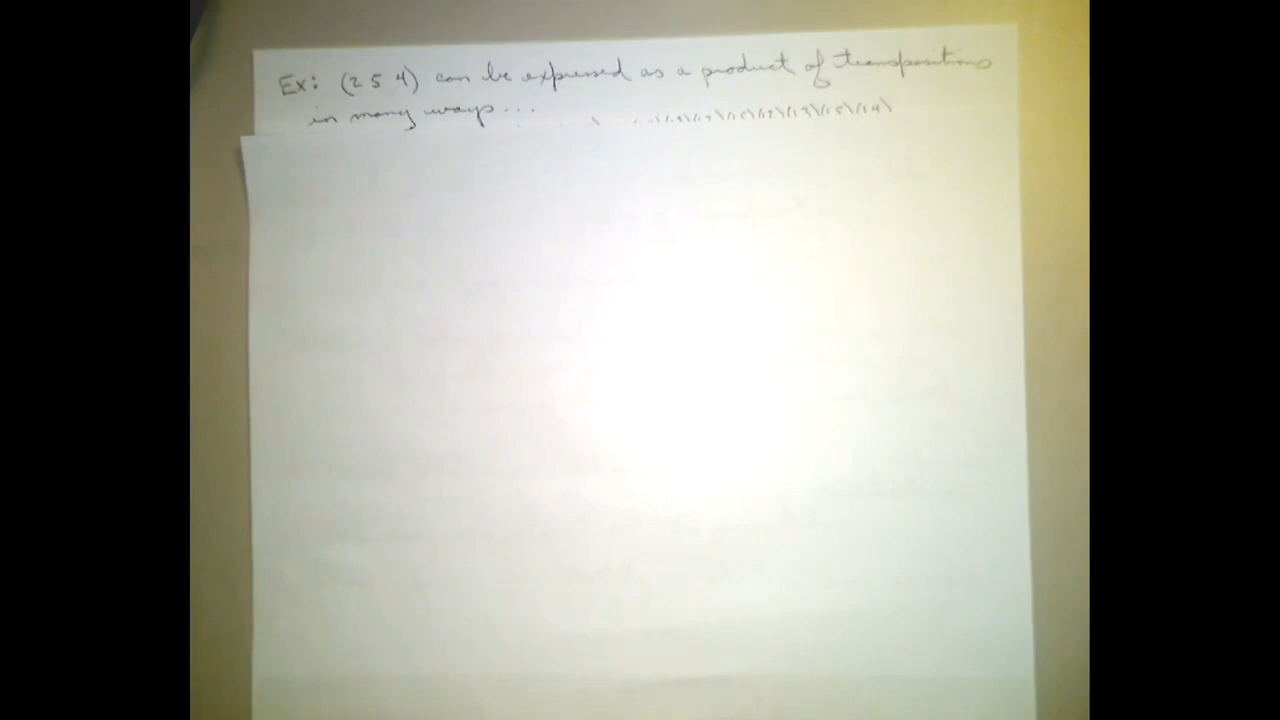 Ex: (2 5 4) can be expressed as a product of transpositions
in many ways...